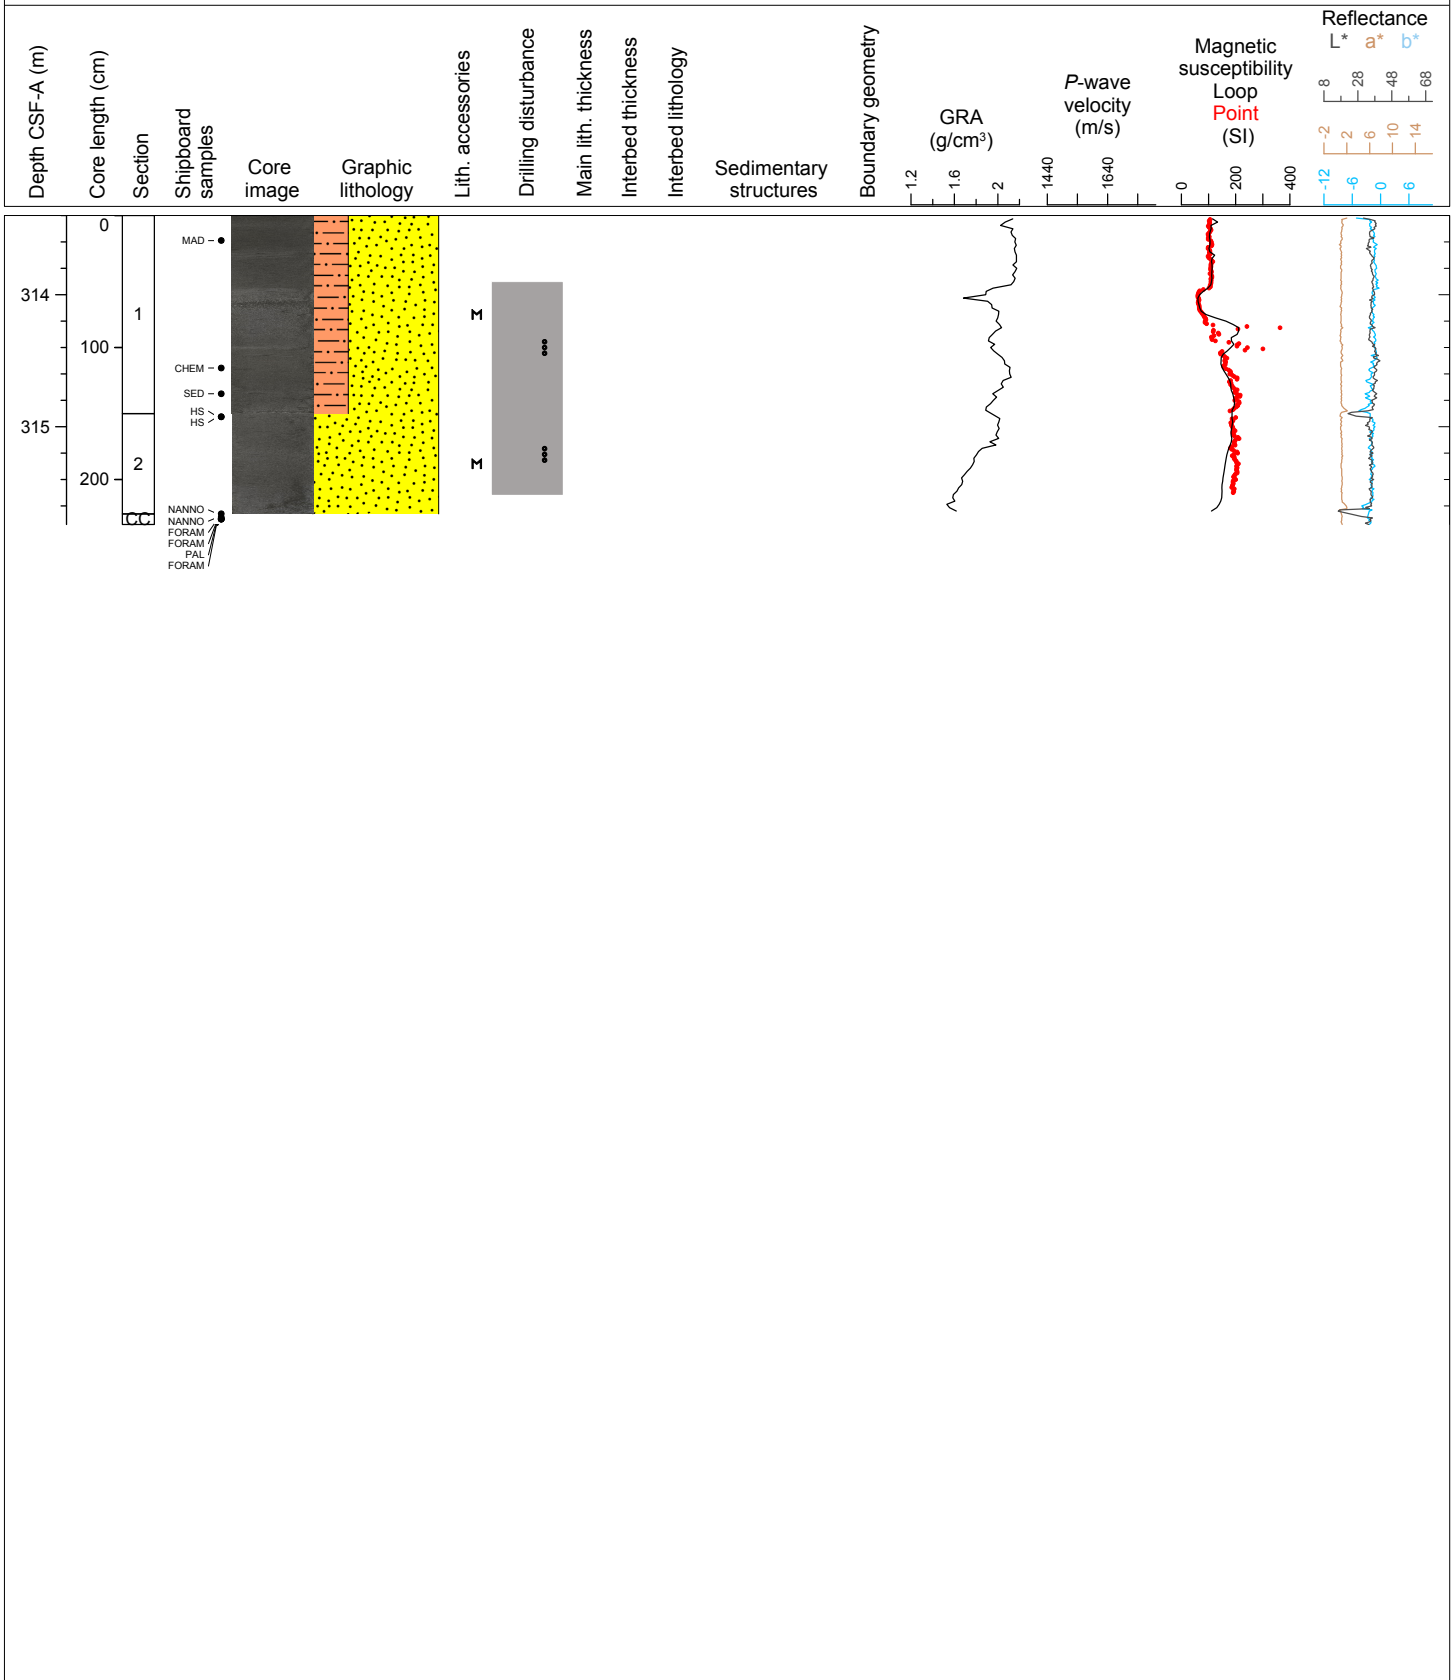 Depth CSF-A (m)
Core length (cm)
Section
Shipboard
samples
Core
image
Graphic
lithology
Lith. accessories
Drilling disturbance
Main lith. thickness
Interbed thickness
Interbed lithology
Sedimentary
structures
Boundary geometry
GRA
(g/cm³)
1.2
1.6
2
P-wave
velocity
(m/s)
1440
1640
Magnetic
susceptibility
Loop
Point
(SI)
0
200
400
Reflectance
L* a* b*
8 28 48 68
-2 2 6 10 14
-12 -6 0 6
314
315
0
100
200
1
2
CC
MAD
CHEM
SED
HS
HS
NANNO
NANNO
FORAM
FORAM
PAL
FORAM
M
M